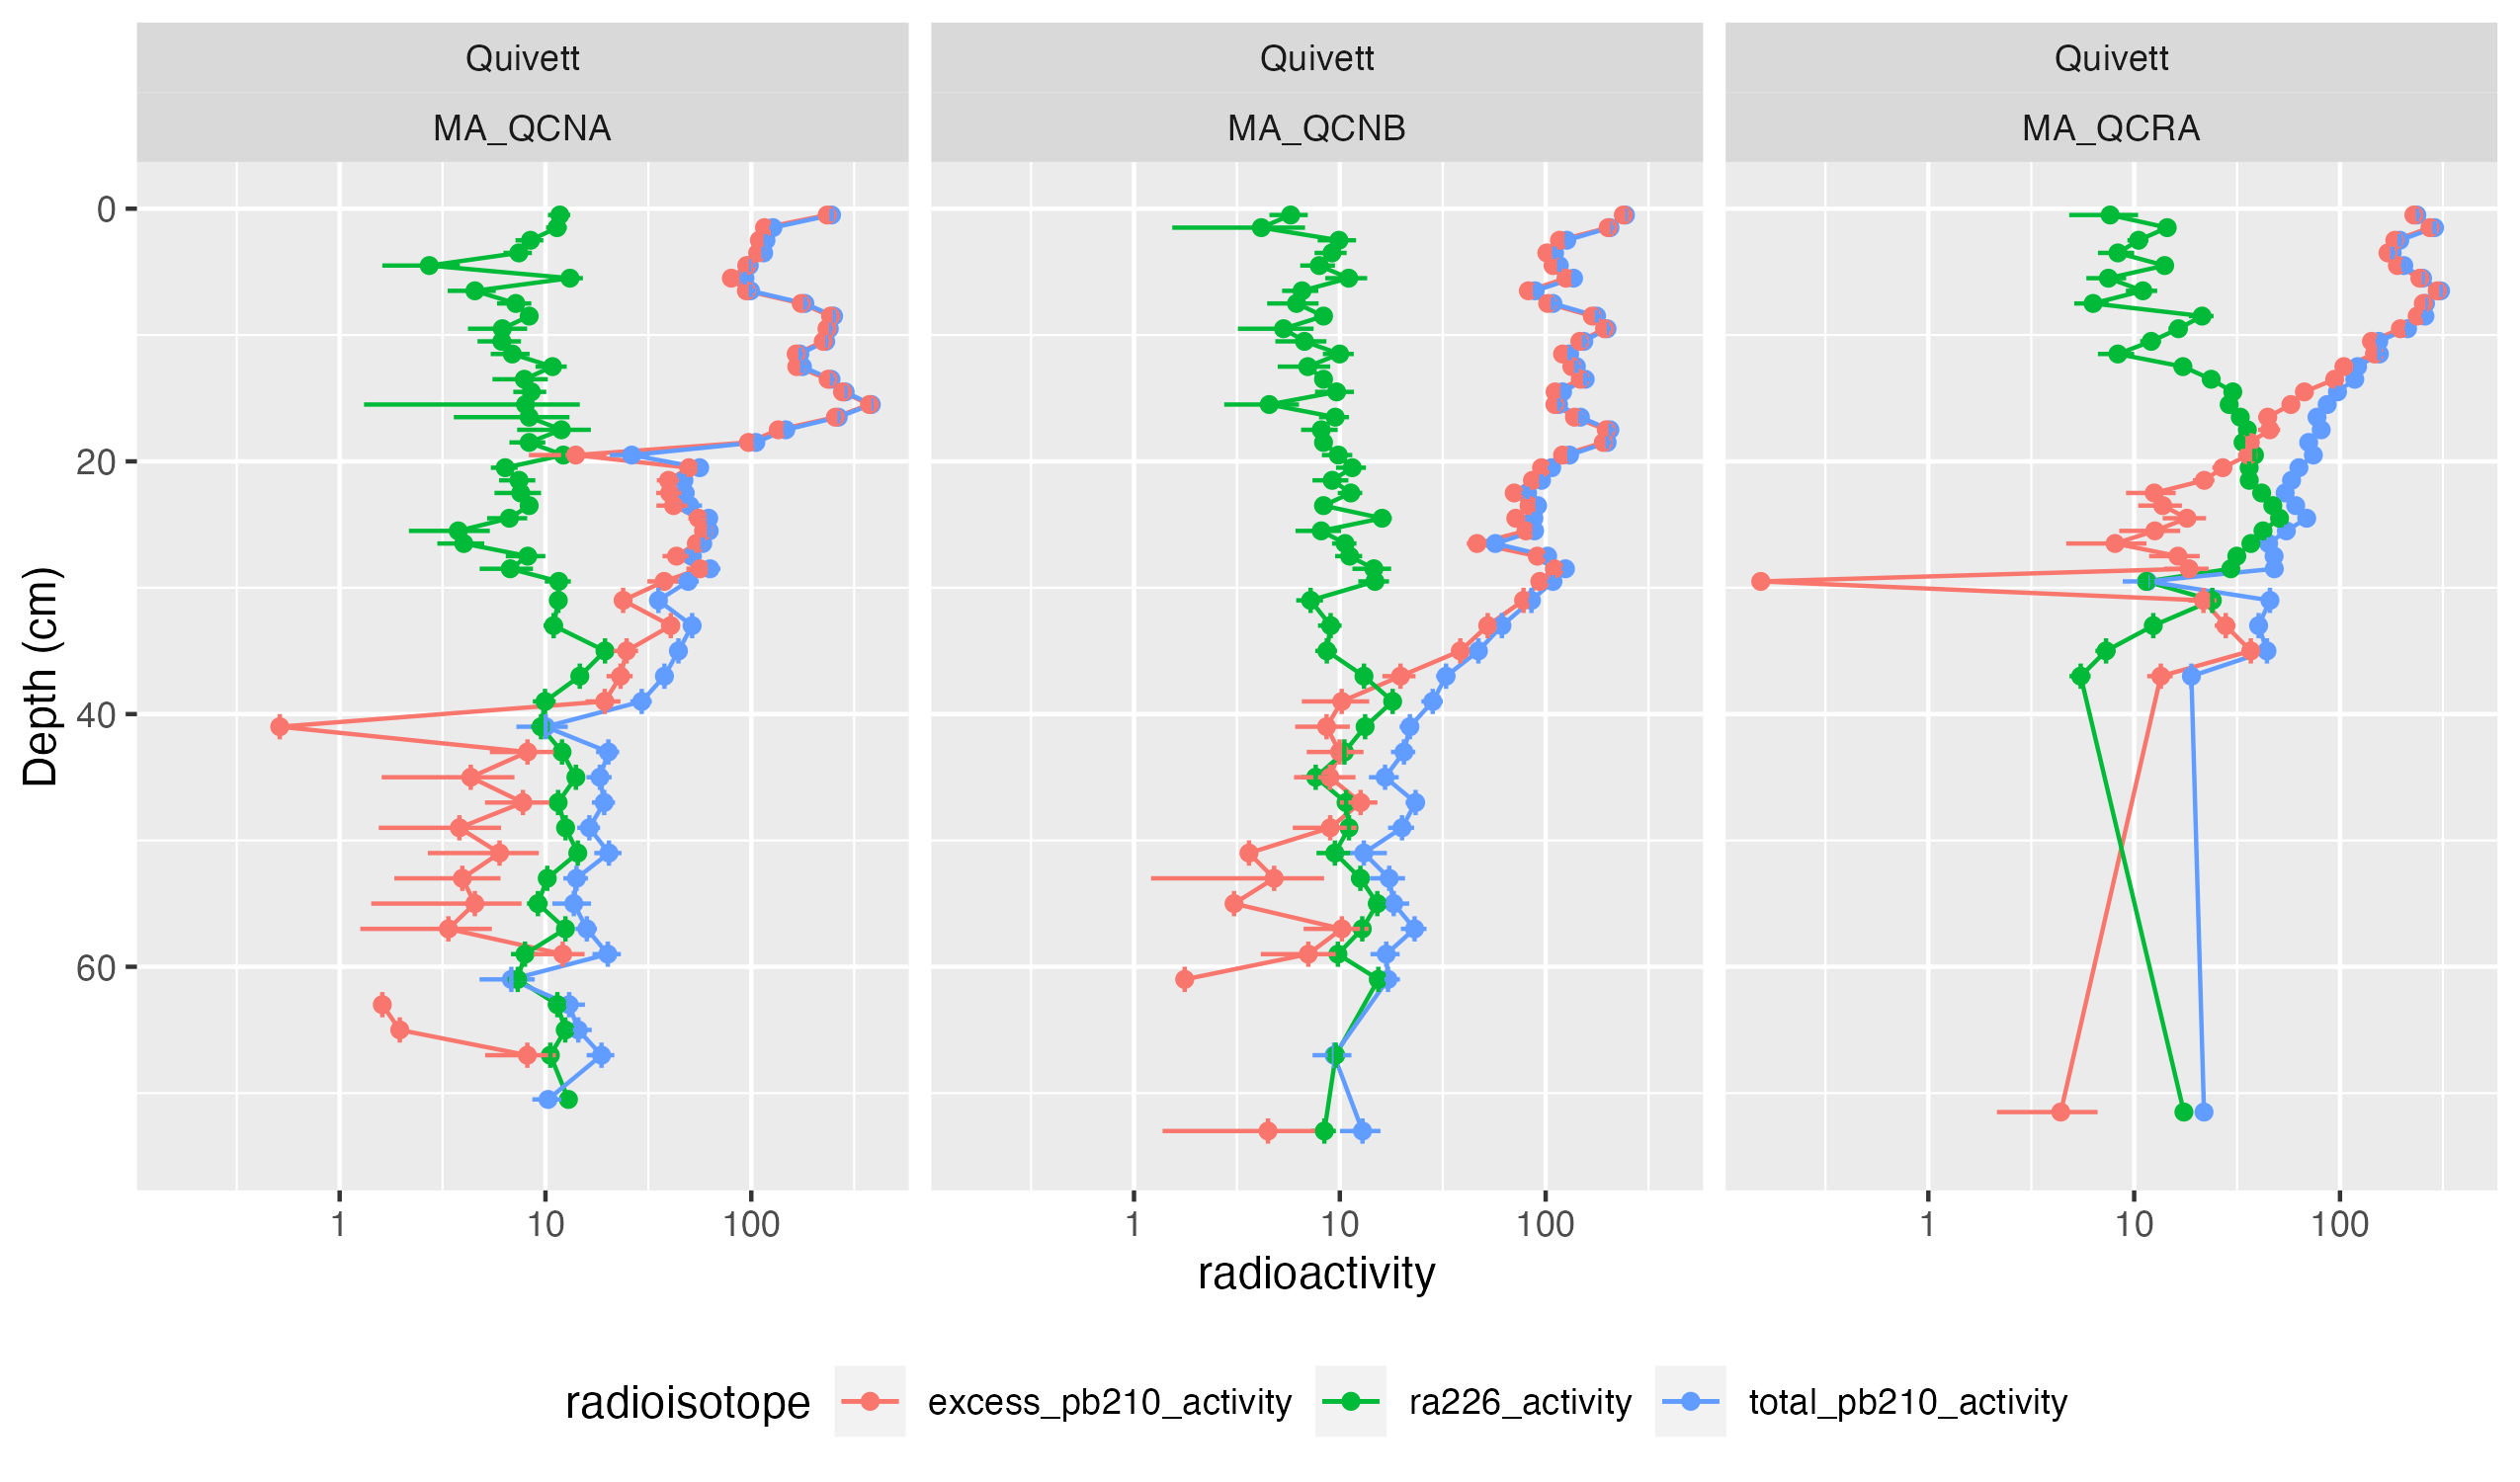 Quivett Quivett Quivett
MA_QCNA MA_QCNB MA_QCRA
0
20
40
60
Depth (cm)
1 10 100 1 10 100 1 10 100
radioactivity
radioisotope excess_pb210_activity ra226_activity total_pb210_activity